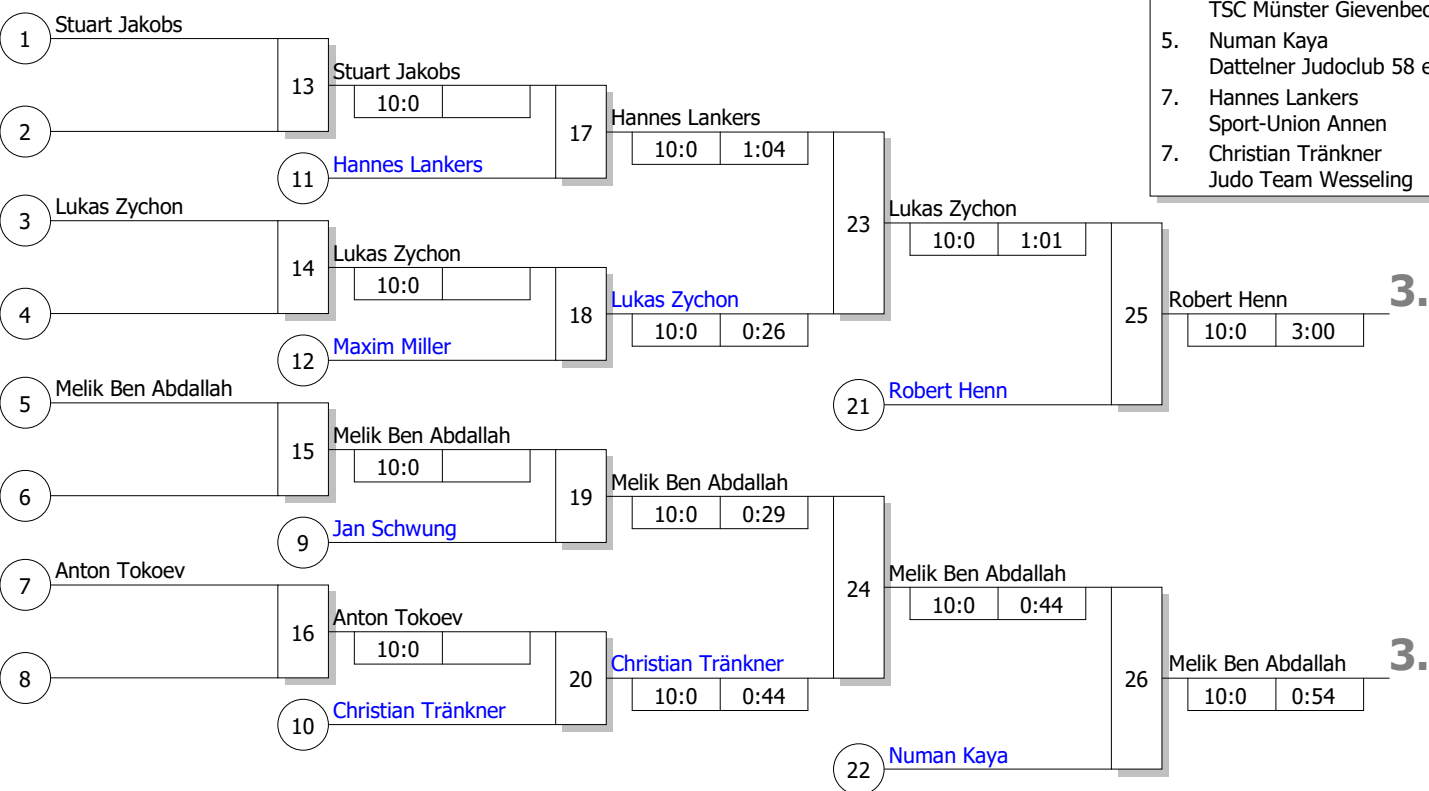 TSC Münster Gievenbec
5. Numan Kaya
Dattelner Judoclub 58 e
7. Hannes Lankers
Sport-Union Annen
7. Christian Tränkner
Judo Team Wesseling
1 Stuart Jakobs
2
13 Stuart Jakobs
10:0
11 Hannes Lankers
17 Hannes Lankers
10:0 1:04
3 Lukas Zychon
4
14 Lukas Zychon
10:0
12 Maxim Miller
18 Lukas Zychon
10:0 0:26
23 Lukas Zychon
10:0 1:01
21 Robert Henn
25 Robert Henn 3.
10:0 3:00
5 Melik Ben Abdallah
6
15 Melik Ben Abdallah
10:0
9 Jan Schwung
19 Melik Ben Abdallah
10:0 0:29
7 Anton Tokoev
8
16 Anton Tokoev
10:0
10 Christian Tränkner
20 Christian Tränkner
10:0 0:44
24 Melik Ben Abdallah
10:0 0:44
22 Numan Kaya
26 Melik Ben Abdallah 3.
10:0 0:54